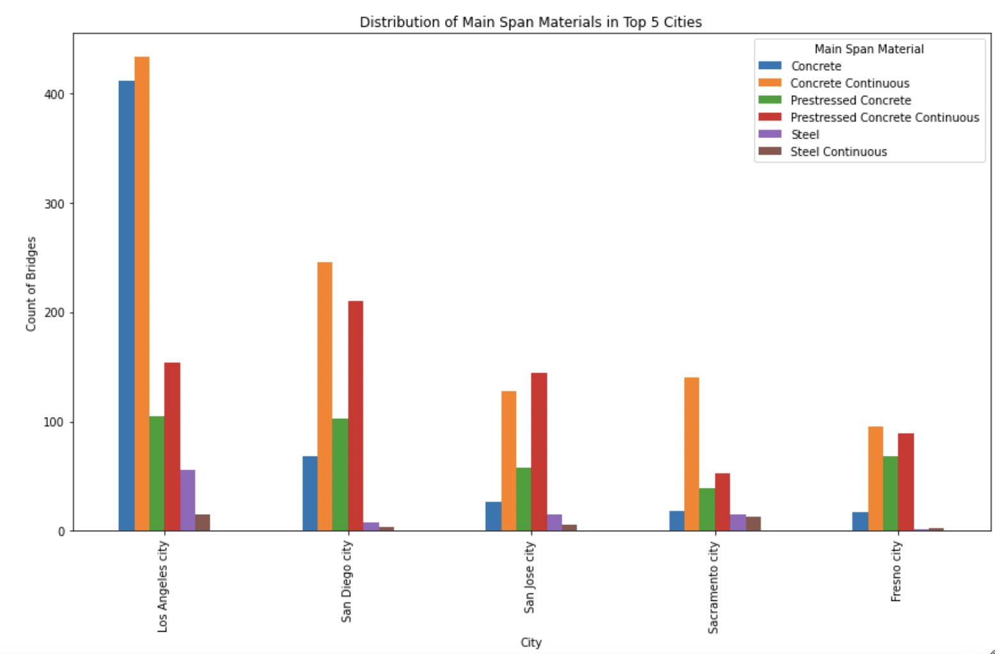 Distribution of Main Span Materials in Top 5 Cities
Main Span Material
Concrete
Concrete Continuous
Prestressed Concrete
Prestressed Concrete Continuous
Steel
Steel Continuous
Count of Bridges
400
300
200
100
0
Los Angeles city
San Diego city
San Jose city
Sacramento city
Fresno city
City